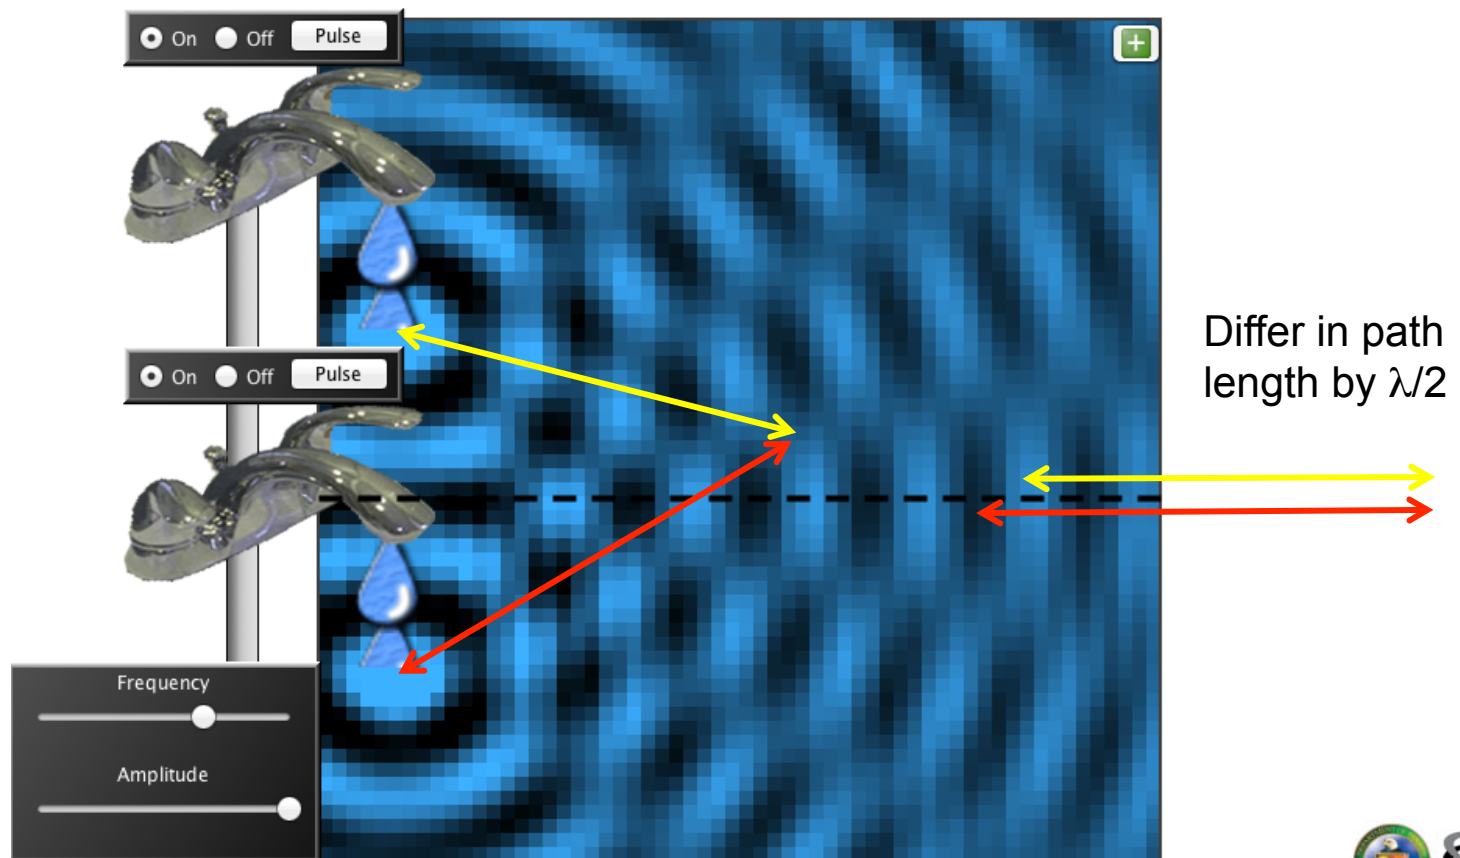 On Off Pulse
On Off Pulse
Differ in path
length by λ/2
Frequency
Amplitude